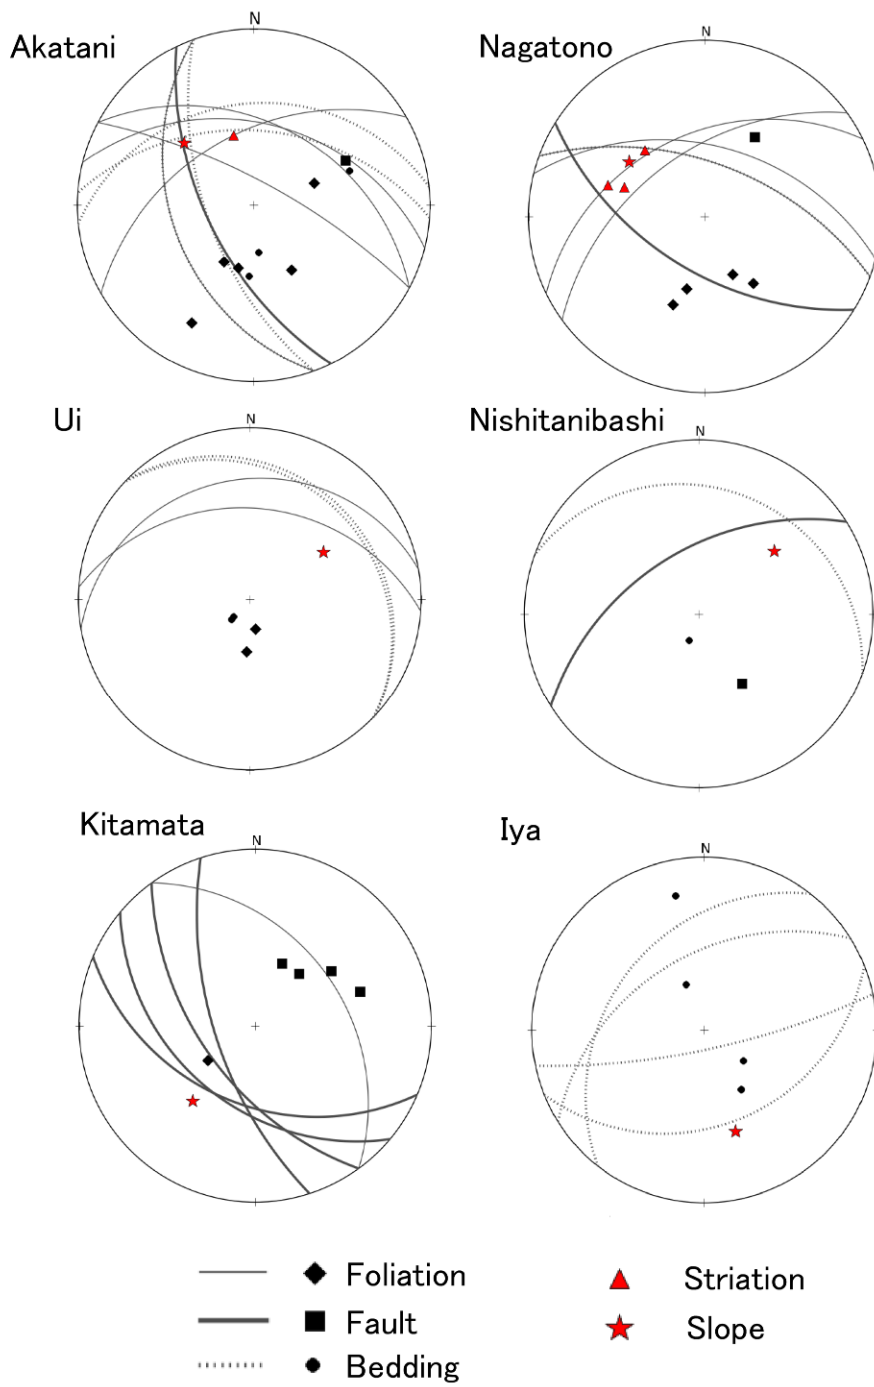 Akatani
N
Nagatono
N
Ui
N
Nishitanibashi
N
Kitamata
N
Iya
N
Foliation
Striation
Fault
Slope
Bedding